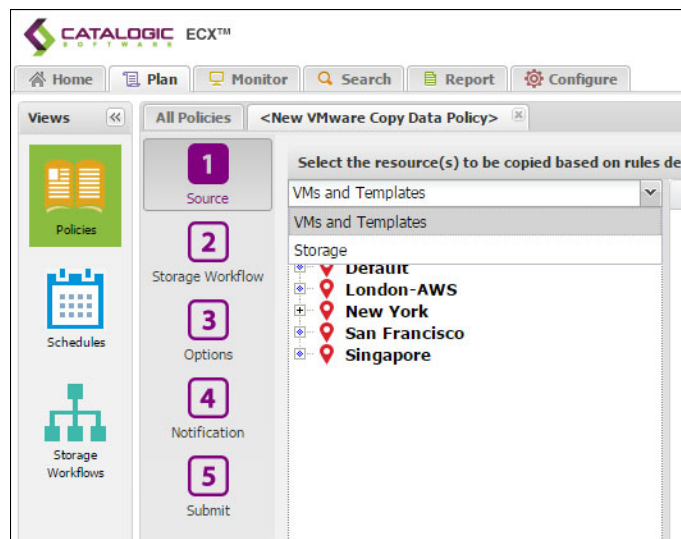 CATALOGIC ECX™
SOFTWARE
Home Plan Monitor Search Report Configure
Views
All Policies <New VMware Copy Data Policy>
Policies
Schedules
Storage
Workflows
1
Source
2
Storage Workflow
3
Options
4
Notification
5
Submit
Select the resource(s) to be copied based on rules de
VMs and Templates
VMs and Templates
Storage
Default
London-AWS
New York
San Francisco
Singapore